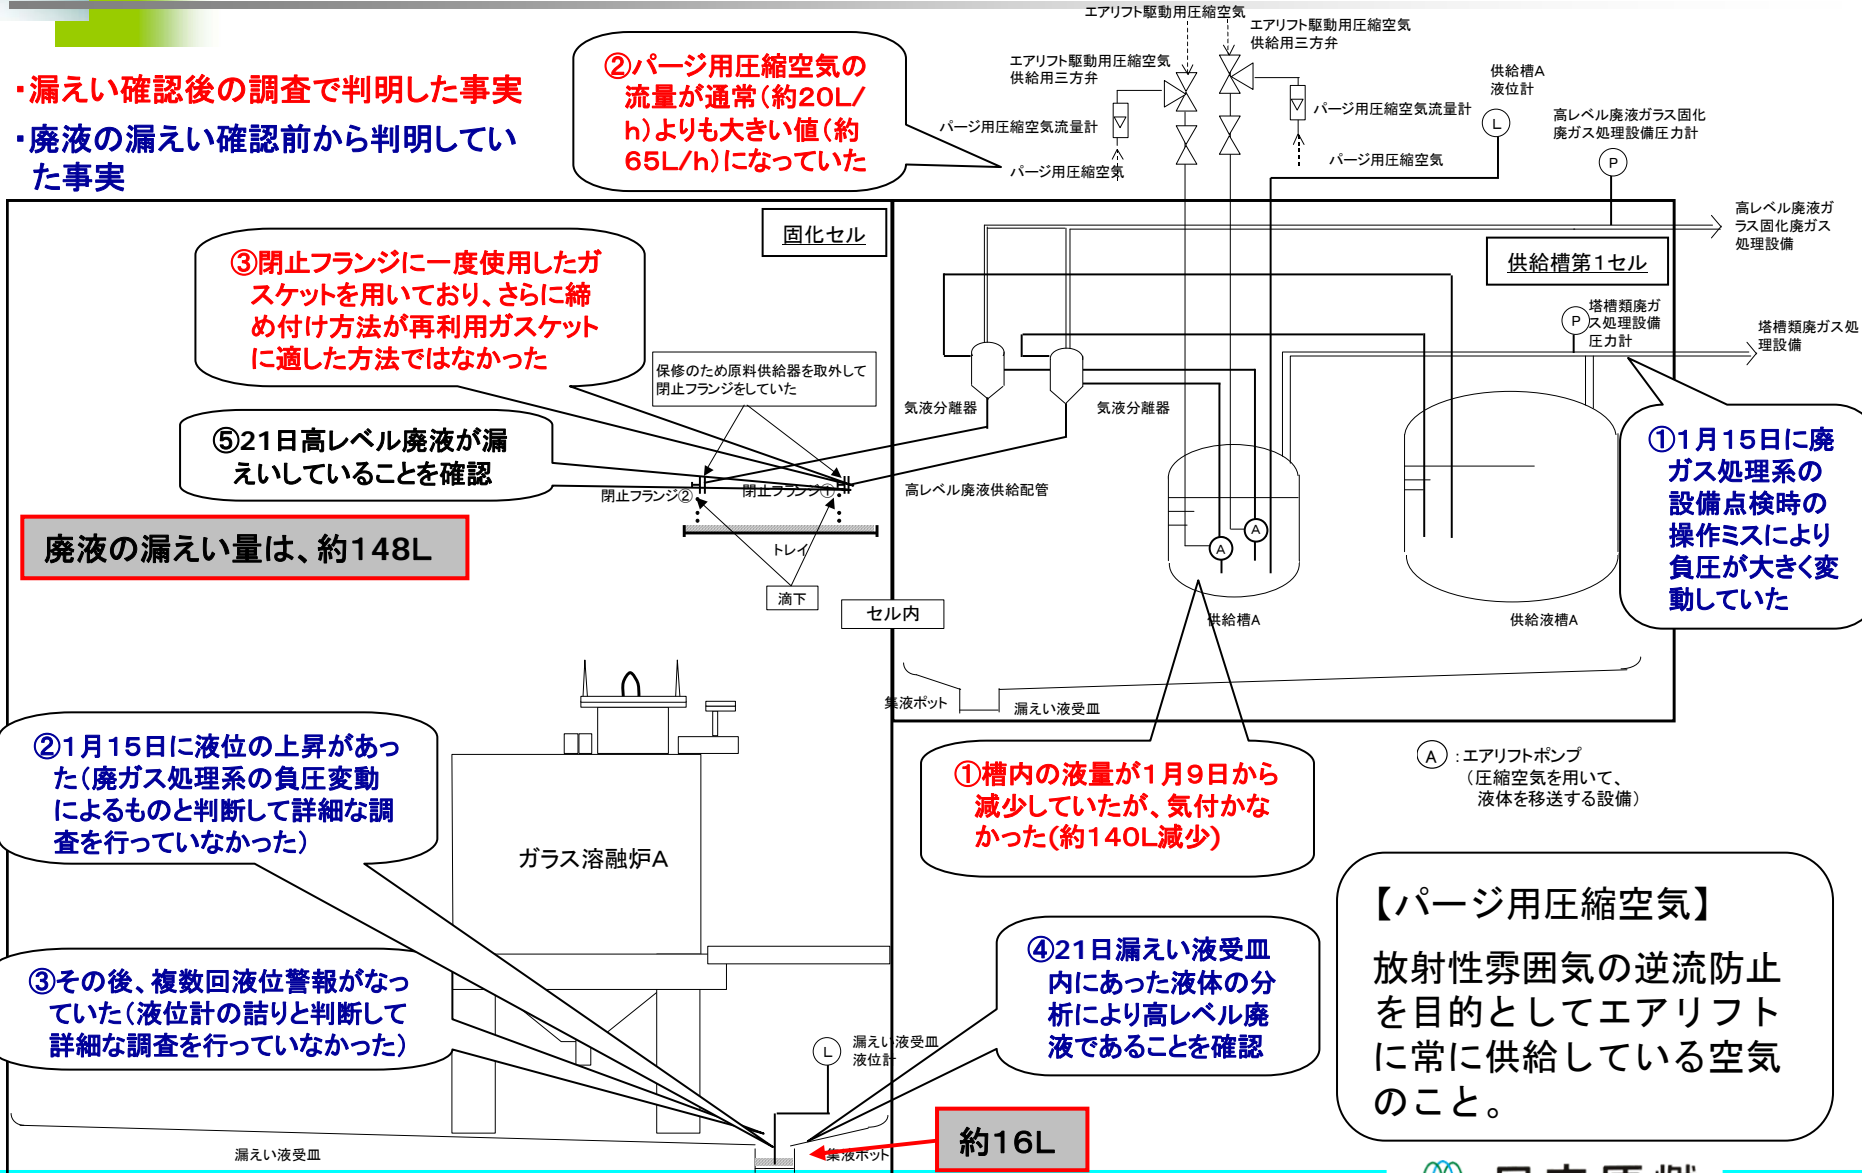 ・漏えい確認後の調査で判明した事実
・廃液の漏えい確認前から判明してい
た事実
②パージ用圧縮空気の
流量が通常（約20L/
h）よりも大きい値（約
65L/h）になっていた
エアリフト駆動用圧縮空気
エアリフト駆動用圧縮空気
供給用三方弁
エアリフト駆動用圧縮空気
供給用三方弁
パージ用圧縮空気流量計
パージ用圧縮空気流量計
パージ用圧縮空気
パージ用圧縮空気
供給槽A
液位計
L
高レベル廃液ガラス固化
廃ガス処理設備圧力計
P
高レベル廃液ガ
ラス固化廃ガス
処理設備
固化セル
供給槽第1セル
③閉止フランジに一度使用したガ
スケットを用いており、さらに締
め付け方法が再利用ガスケット
に適した方法ではなかった
保修のため原料供給器を取外して
閉止フランジをしていた
P
塔槽類廃ガ
ス処理設備
圧力計
塔槽類廃ガス処
理設備
気液分離器
気液分離器
⑤21日高レベル廃液が漏
えいしていることを確認
閉止フランジ②
閉止フランジ①
高レベル廃液供給配管
①1月15日に廃
ガス処理系の
設備点検時の
操作ミスにより
負圧が大きく変
動していた
廃液の漏えい量は、約148L
トレイ
滴下
A
A
セル内
供給槽A
供給液槽A
集液ポット
漏えい液受皿
②1月15日に液位の上昇があっ
た（廃ガス処理系の負圧変動
によるものと判断して詳細な調
査を行っていなかった）
①槽内の液量が1月9日から
減少していたが、気付かな
かった（約140L減少）
A
：エアリフトポンプ
（圧縮空気を用いて、
液体を移送する設備）
ガラス溶融炉A
【パージ用圧縮空気】
放射性雰囲気の逆流防止
を目的としてエアリフト
に常に供給している空気
のこと。
③その後、複数回液位警報がなっ
ていた（液位計の詰りと判断して
詳細な調査を行っていなかった）
④21日漏えい液受皿
内にあった液体の分
析により高レベル廃
液であることを確認
L
漏えい液受皿
液位計
約16L
漏えい液受皿
集液ポット
日本原燃